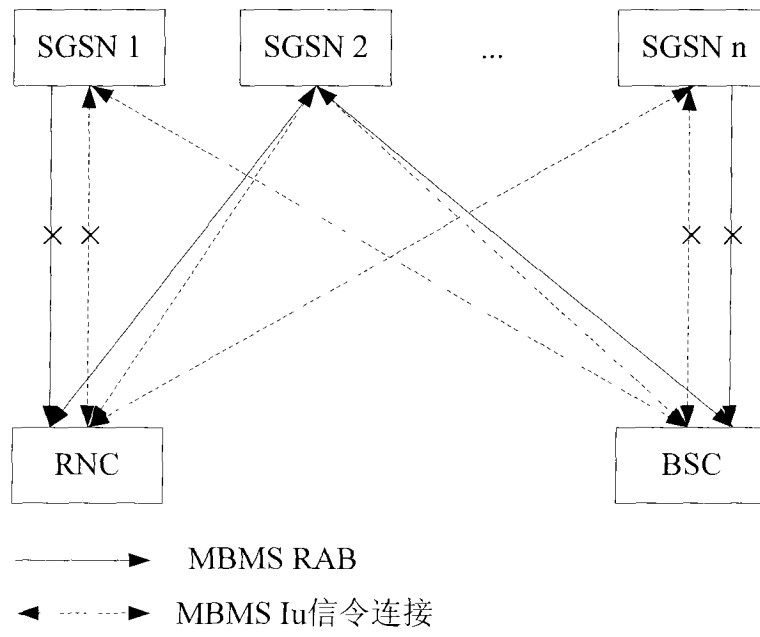 SGSN 1
SGSN 2
...
SGSN n
RNC
BSC
MBMS RAB
MBMS Iu信令连接